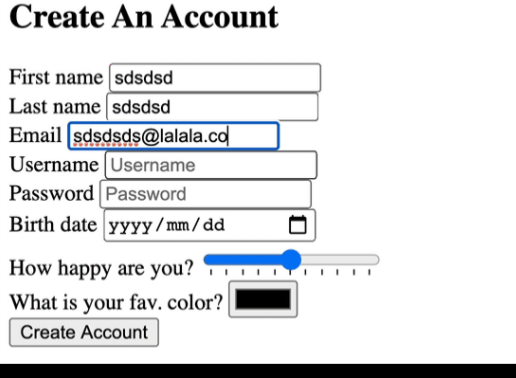 Create An Account
First name sdsdsd
Last name sdsdsd
Email sdsdsds@lalala.co
Username Username
Password Password
Birth date yyyy/mm/dd
How happy are you?
What is your fav. color?
Create Account